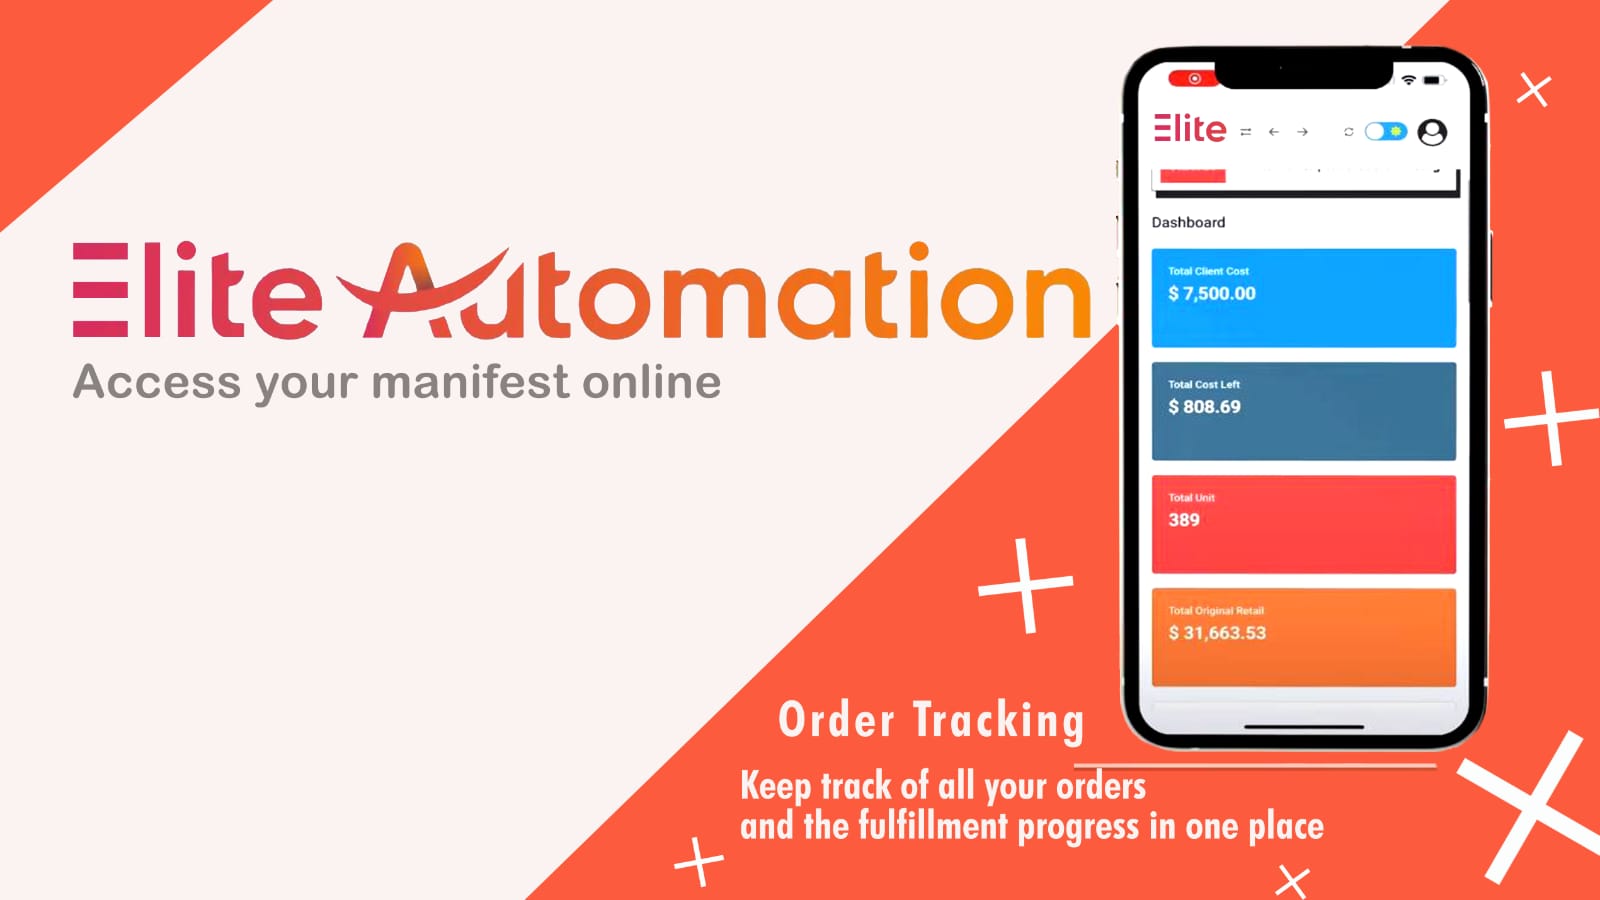 Elite Automation
Access your manifest online
Elite
Dashboard
Total Client Cost
$ 7,500.00
Total Cost Left
$ 808.69
Total Unit
389
Total Original Retail
$ 31,663.53
Order Tracking
Keep track of all your orders
and the fulfillment progress in one place